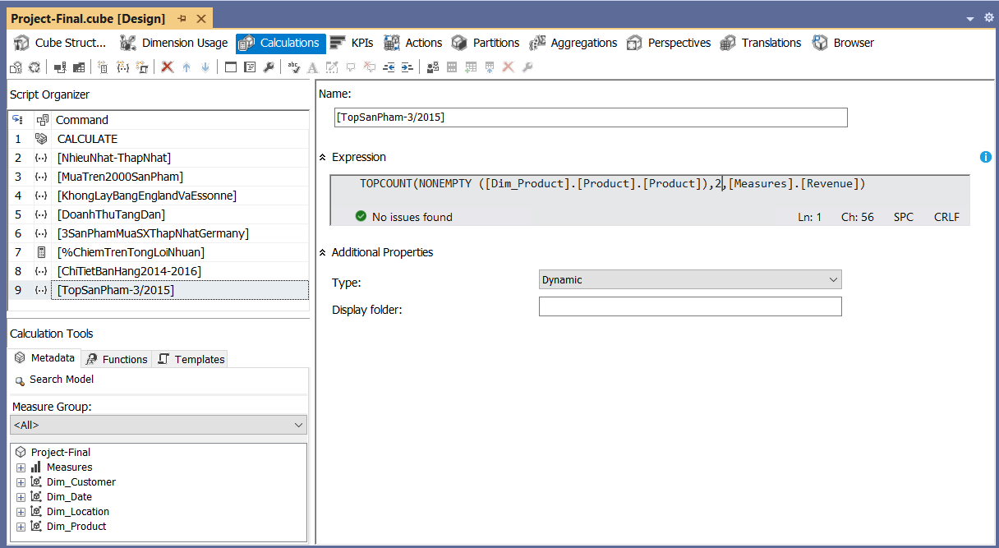 Project-Final.cube [Design]
Cube Struct... Dimension Usage Calculations KPIs Actions Partitions Aggregations Perspectives Translations Browser
Script Organizer
Command
1 CALCULATE
2 [NhieuNhat-ThapNhat]
3 [MuaTren2000SanPham]
4 [KhongLayBangEnglandVaEssonne]
5 [DoanhThuTangDan]
6 [3SanPhamMuaSXThapNhatGermany]
7 [%ChiemTrenTongLoiNhuan]
8 [ChiTietBanHang2014-2016]
9 [TopSanPham-3/2015]
Calculation Tools
Metadata Functions Templates
Search Model
Measure Group:
<All>
Project-Final
Measures
Dim_Customer
Dim_Date
Dim_Location
Dim_Product
Name:
[TopSanPham-3/2015]
Expression
TOPCOUNT(NONEMPTY ([Dim_Product].[Product].[Product]),2,[Measures].[Revenue])
No issues found Ln: 1 Ch: 56 SPC CRLF
Additional Properties
Type: Dynamic
Display folder: